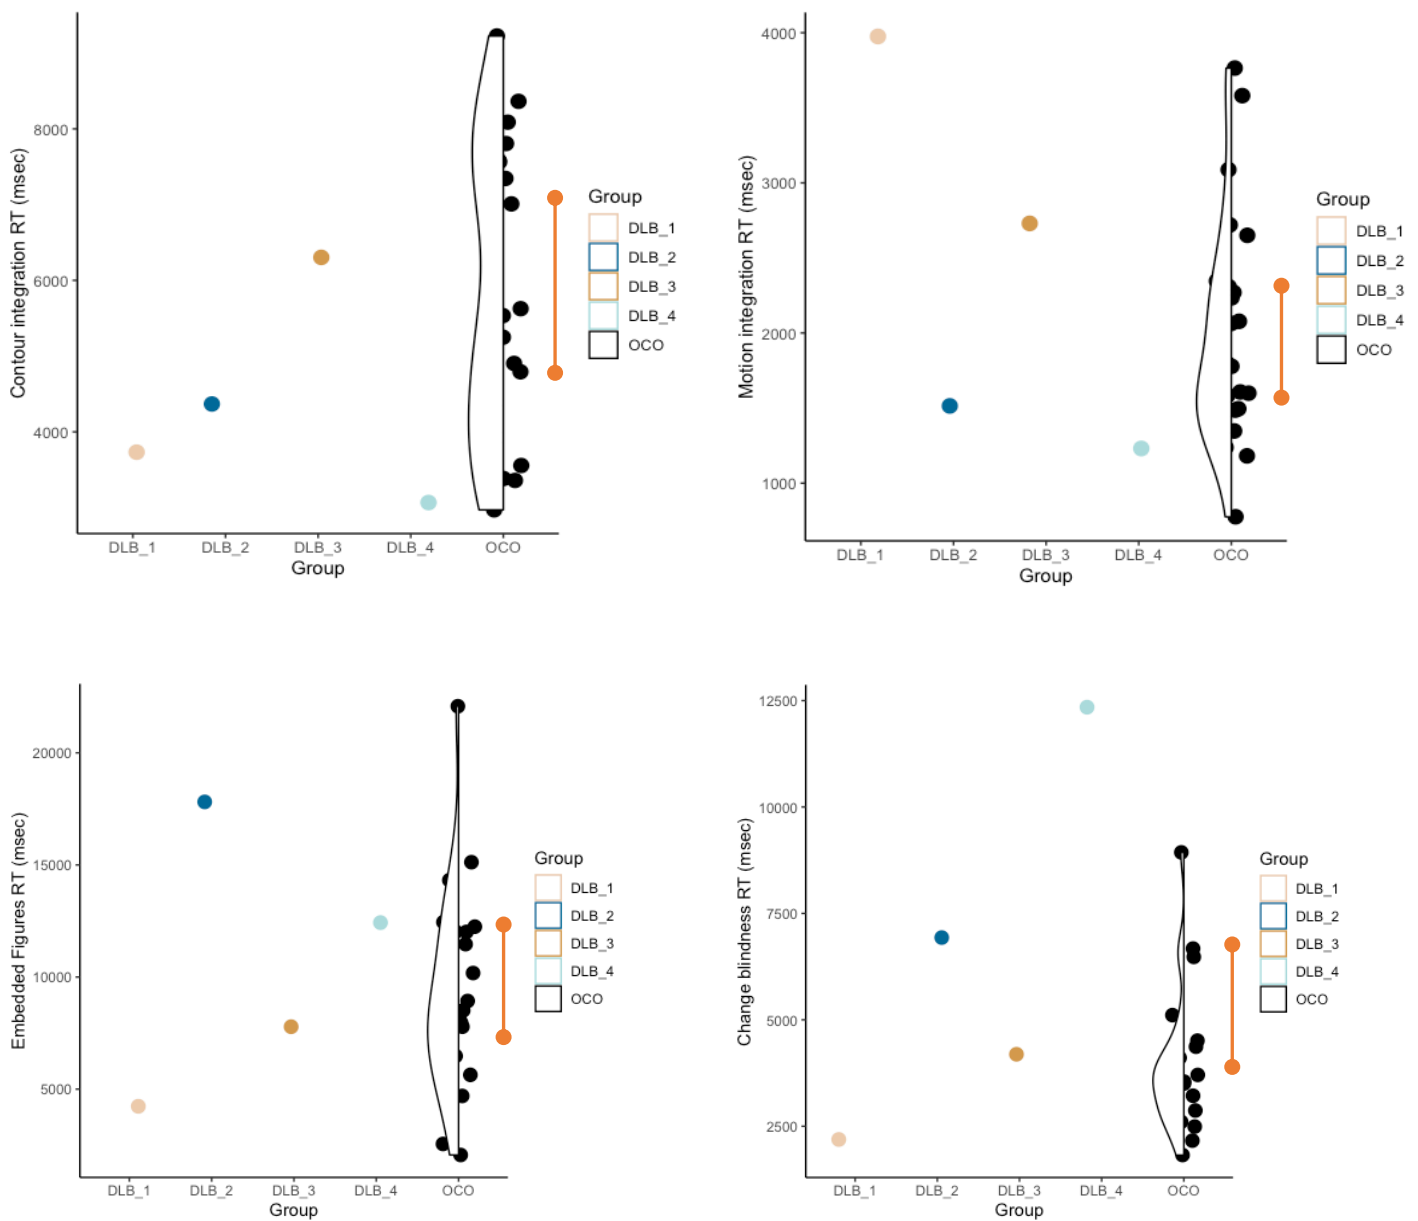 Contour integration RT (msec)
8000
6000
4000
DLB_1 DLB_2 DLB_3 DLB_4 OCO
Group
Group
DLB_1
DLB_2
DLB_3
DLB_4
OCO
Motion integration RT (msec)
4000
3000
2000
1000
DLB_1 DLB_2 DLB_3 DLB_4 OCO
Group
Group
DLB_1
DLB_2
DLB_3
DLB_4
OCO
Embedded Figures RT (msec)
20000
15000
10000
5000
DLB_1 DLB_2 DLB_3 DLB_4 OCO
Group
Group
DLB_1
DLB_2
DLB_3
DLB_4
OCO
Change blindness RT (msec)
12500
10000
7500
5000
2500
DLB_1 DLB_2 DLB_3 DLB_4 OCO
Group
Group
DLB_1
DLB_2
DLB_3
DLB_4
OCO